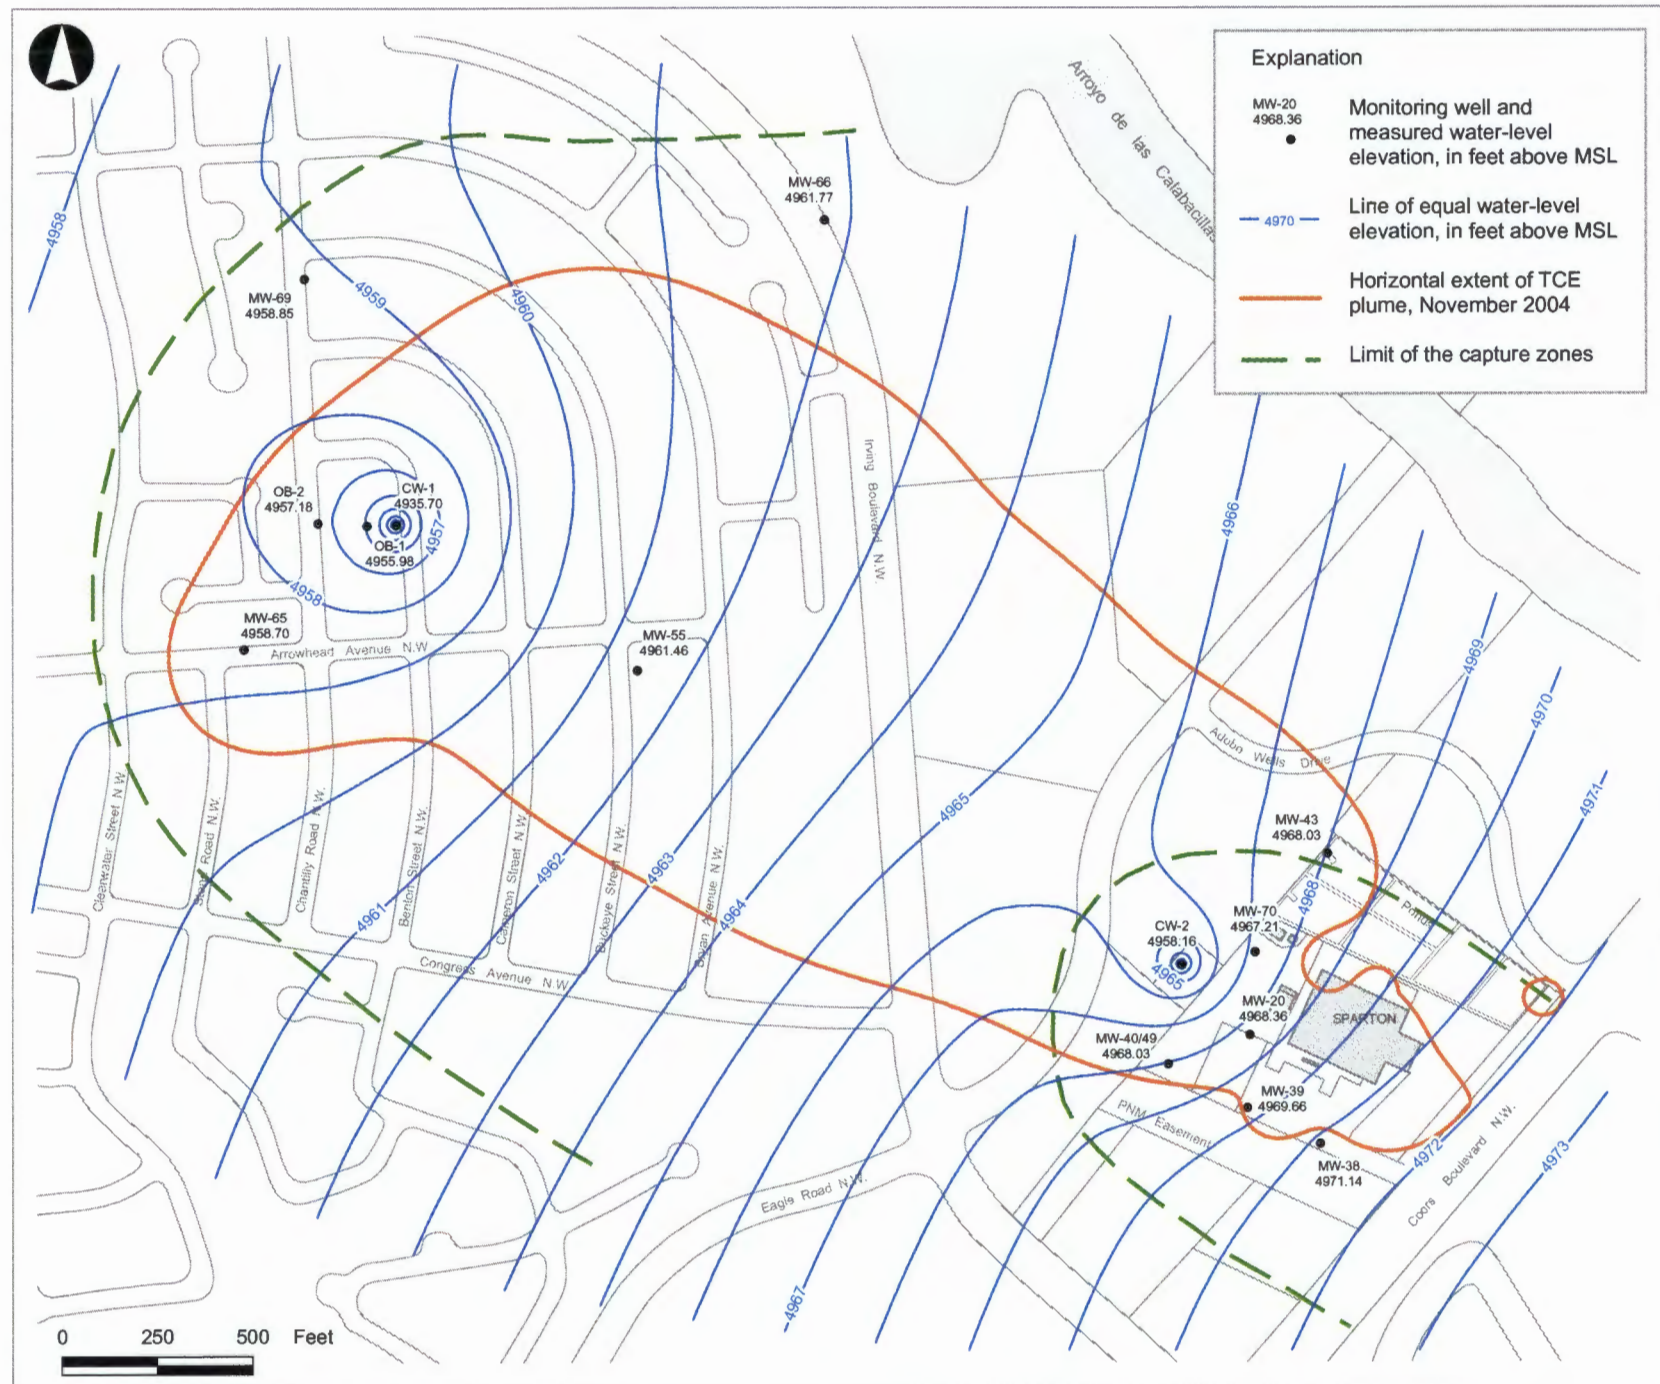 Explanation
MW-20
4968.36
Monitoring well and
measured water-level
elevation, in feet above MSL
4970
Line of equal water-level
elevation, in feet above MSL
Horizontal extent of TCE
plume, November 2004
Limit of the capture zones
Arroyo de las Calabacillas
MW-66
4961.77
4958
MW-69
4958.85
4959
4960
Irving Boulevard N.W.
OB-2
4957.18
CW-1
4935.70
4957
OB-1
4955.98
4958
4966
MW-65
4958.70
Arrowhead Avenue N.W
MW-55
4961.46
4969
4970
Adobo Wells Drive
4971
Clearwater Street N.W.
Road N.W.
Chantilly Road N.W.
Benton Street N.W.
Cameron Street N.W.
Buckeye Street N.W.
Avenue N.W.
4965
4962
4963
4961
4964
MW-43
4968.03
4968
Ponds
CW-2
4958.16
4965
MW-70
4967.21
Congress Avenue N.W.
MW-20
4968.36
SPARTON
MW-40/49
4968.03
MW-39
4969.66
PNM Easement
MW-38
4971.14
4972
4973
Coors Boulevard N.W.
Eagle Road N.W.
4967
0 250 500 Feet